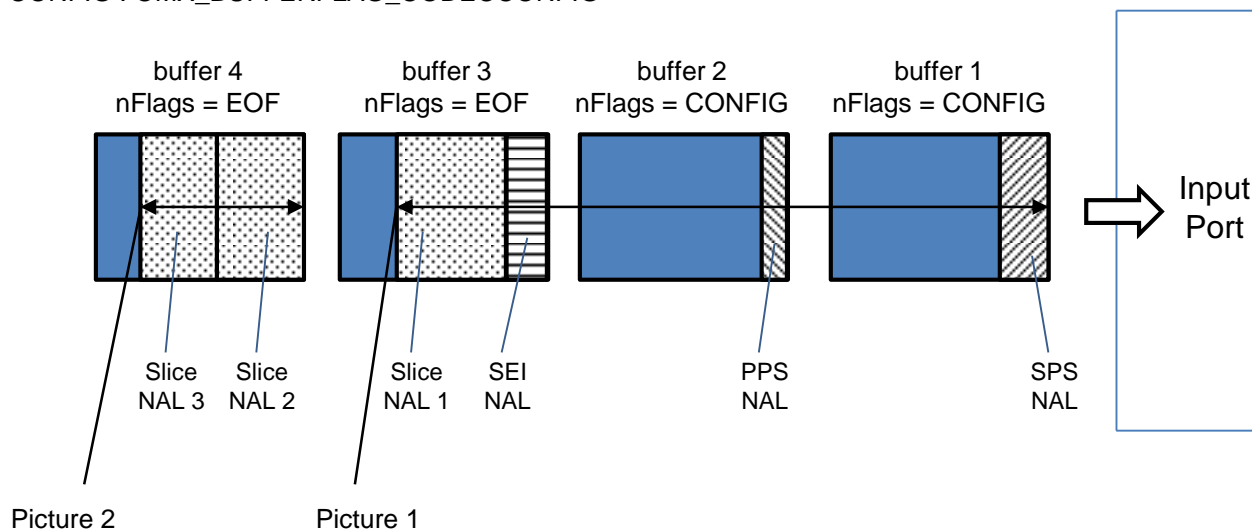 buffer 4
nFlags = EOF
buffer 3
nFlags = EOF
buffer 2
nFlags = CONFIG
buffer 1
nFlags = CONFIG
Input
Port
Slice
NAL 3
Slice
NAL 2
Slice
NAL 1
SEI
NAL
PPS
NAL
SPS
NAL
Picture 2
Picture 1